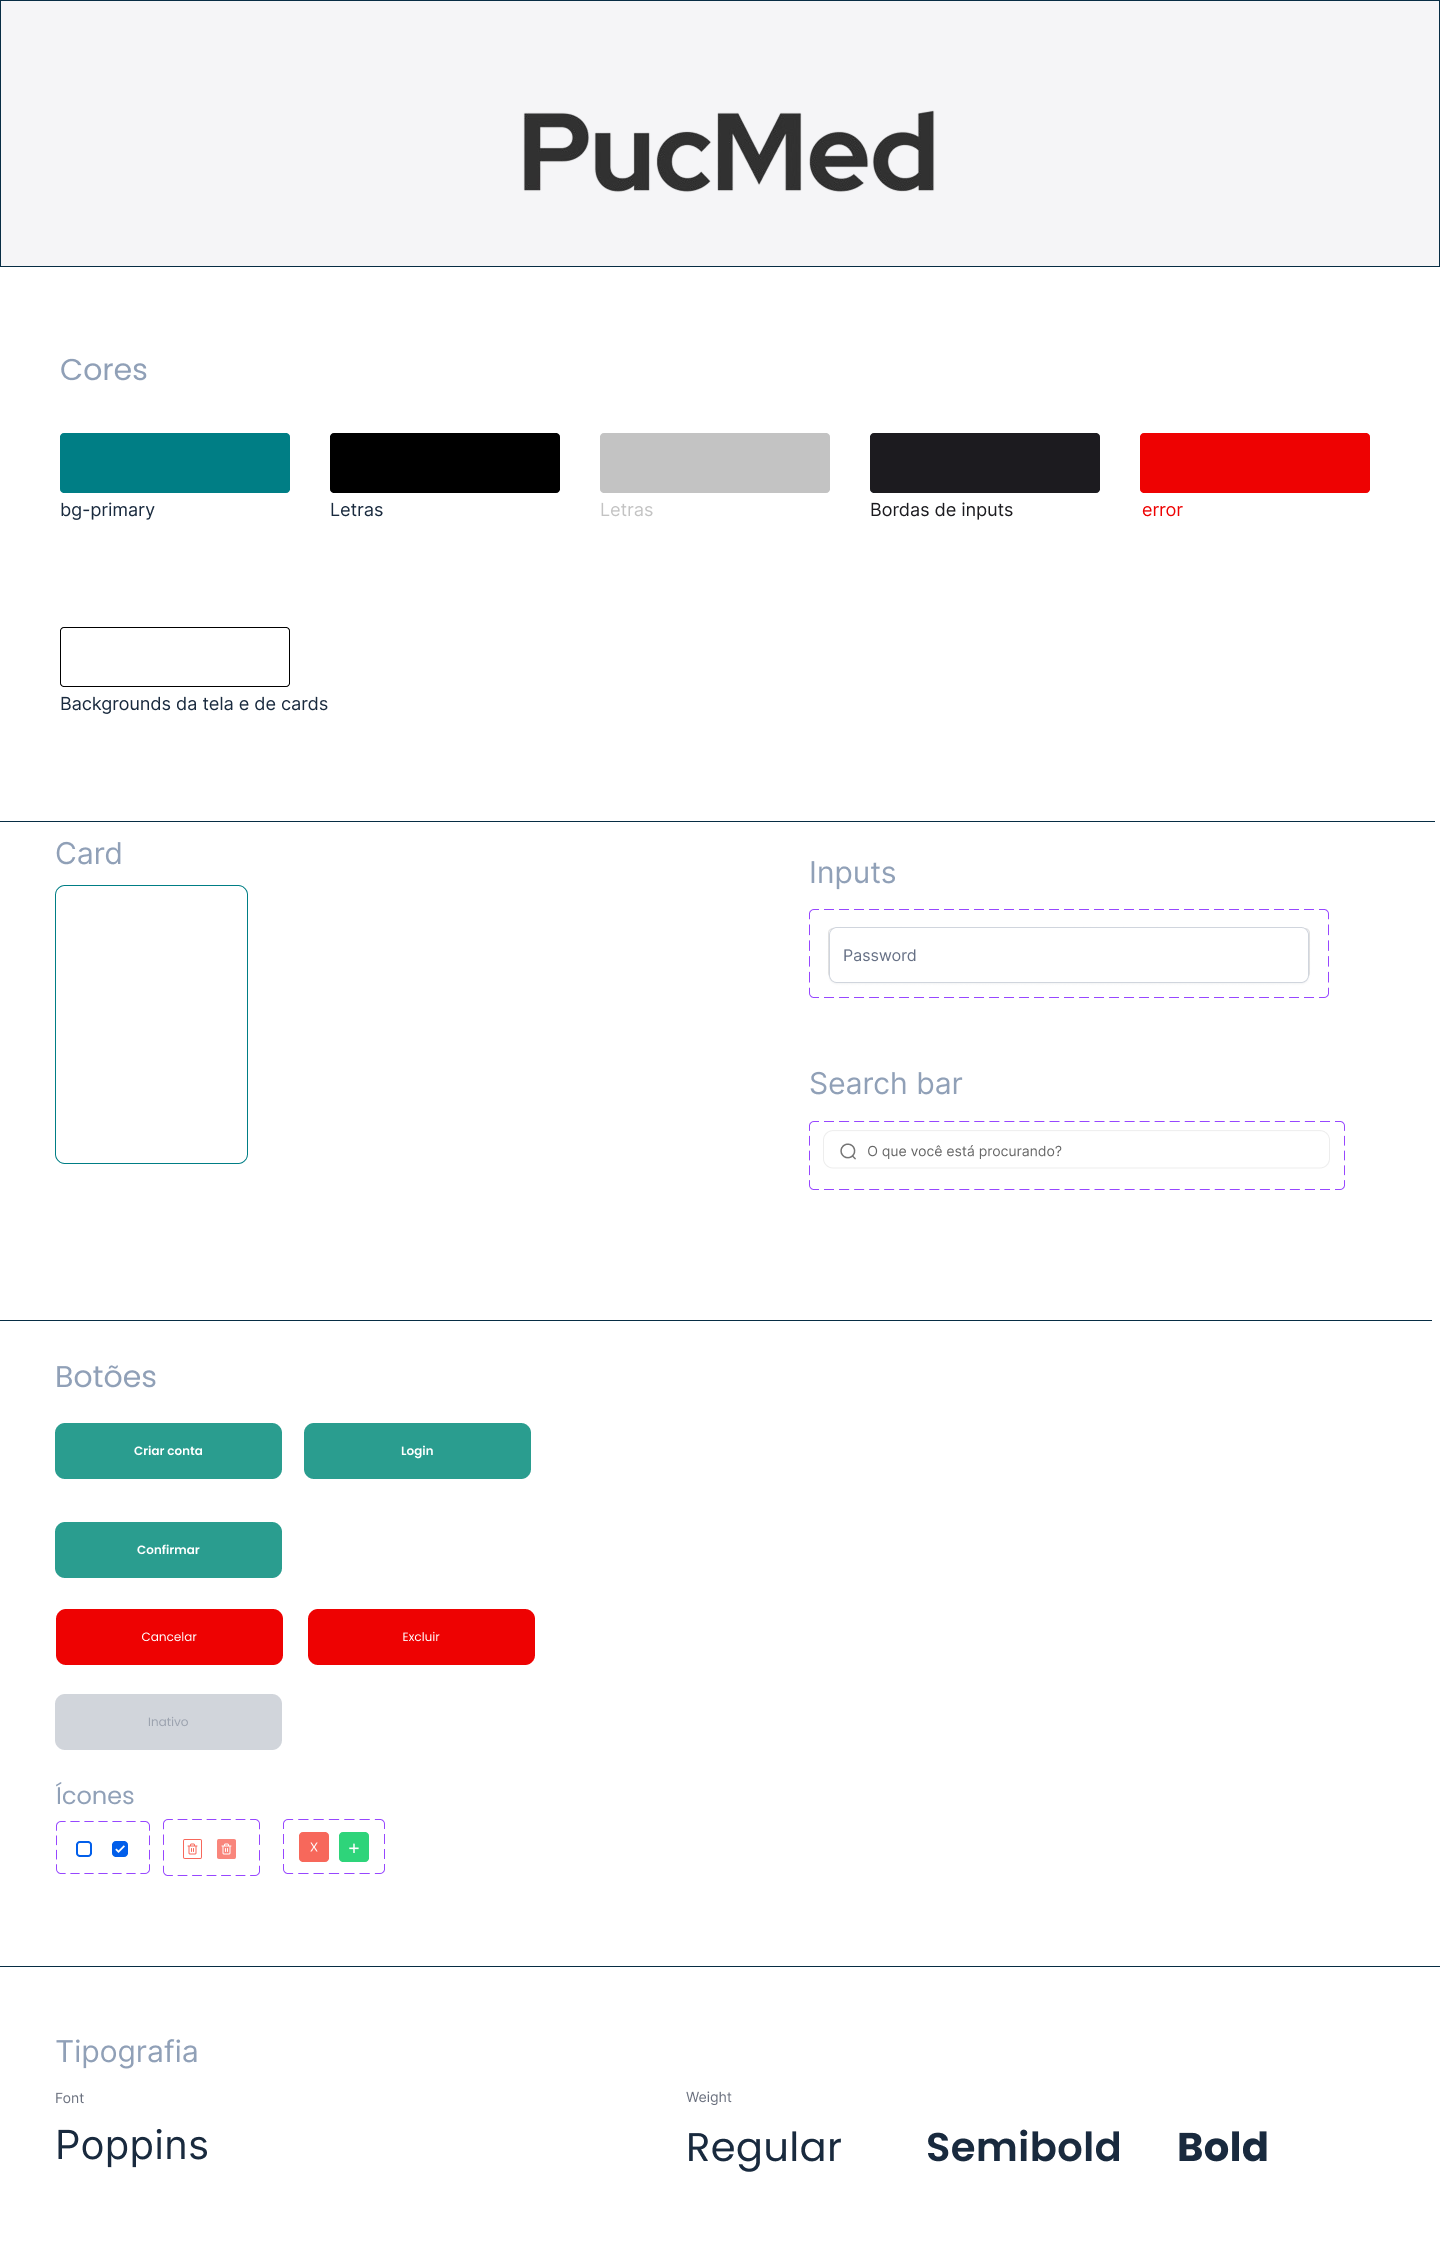 PucMed
Cores
bg-primary
Letras
Letras
Bordas de inputs
error
Backgrounds da tela e de cards
Card
Inputs
Password
Search bar
O que você está procurando?
Botões
Criar conta
Login
Confirmar
Cancelar
Excluir
Inativo
Ícones
X
+
Tipografia
Font
Weight
Poppins
Regular
Semibold
Bold